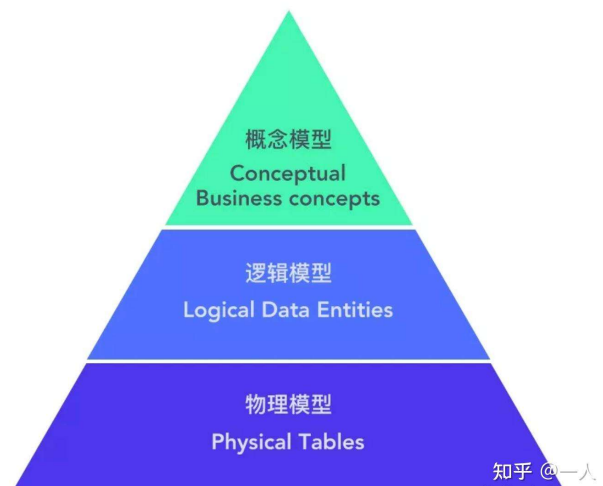 概念模型
Conceptual
Business concepts
逻辑模型
Logical Data Entities
物理模型
Physical Tables
知乎 @一人